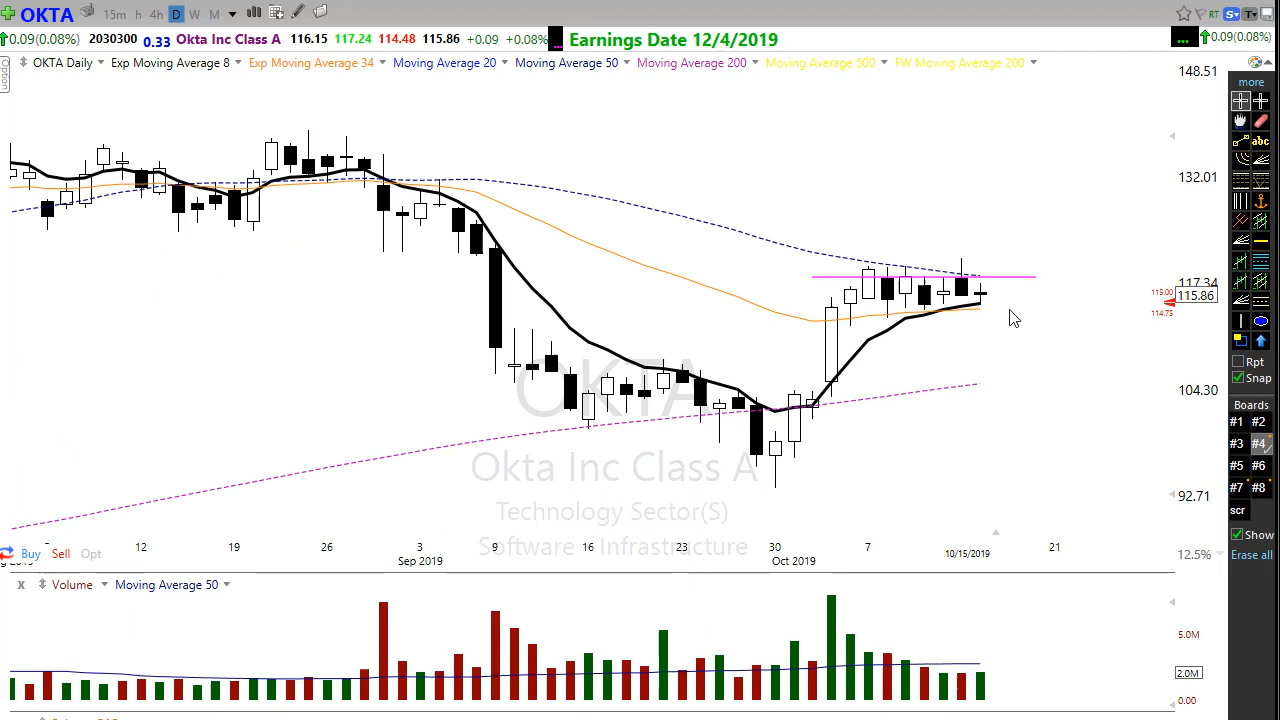 OKTA 15m h 4h D W M RT S T
0.09(0.08%) 2030300 0.33 Okta Inc Class A 116.15 117.24 114.48 115.86 +0.09 +0.08% ... Earnings Date 12/4/2019 ... 0.09(0.08%)
Option OKTA Daily Exp Moving Average 8 Exp Moving Average 34 Moving Average 20 Moving Average 50 Moving Average 200 Moving Average 500 FW Moving Average 200
148.51
more
abc
132.01
117.34
115.00
115.86
114.75
Rpt
Snap
OKTA
104.30
Boards
#1 #2
#3 #4
#5 #6
#7 #8
Okta Inc Class A
92.71
scr
Technology Sector(S)
Software - Infrastructure
Show
Buy Sell Opt
12 19 26 3 9 16 23 30 7 10/15/2019 21
12.5% Erase all
Sep 2019 Oct 2019
x Volume Moving Average 50
5.0M
2.0M
0.00